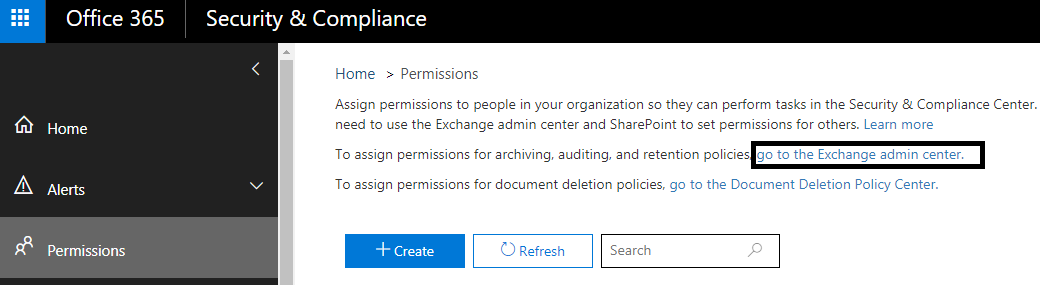 Office 365 Security & Compliance
Home > Permissions
Assign permissions to people in your organization so they can perform tasks in the Security & Compliance Center.
need to use the Exchange admin center and SharePoint to set permissions for others. Learn more
To assign permissions for archiving, auditing, and retention policies, go to the Exchange admin center.
To assign permissions for document deletion policies, go to the Document Deletion Policy Center.
Home
Alerts
Permissions
+ Create Refresh Search